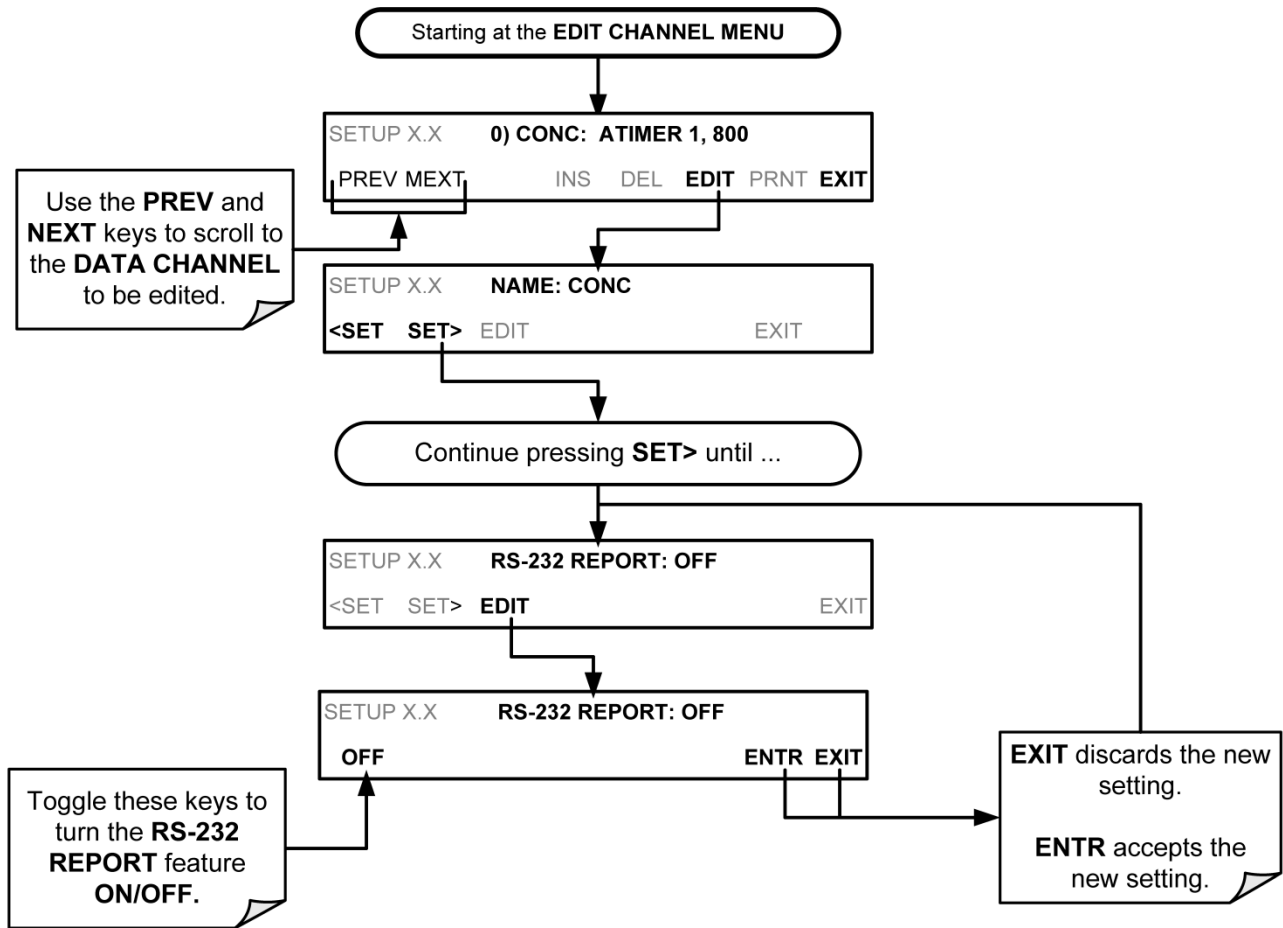 Starting at the EDIT CHANNEL MENU
SETUP X.X 0) CONC: ATIMER 1, 800
PREV MEXT INS DEL EDIT PRNT EXIT
Use the PREV and
NEXT keys to scroll to
the DATA CHANNEL
to be edited.
SETUP X.X NAME: CONC
<SET SET> EDIT EXIT
Continue pressing SET> until ...
SETUP X.X RS-232 REPORT: OFF
<SET SET> EDIT EXIT
SETUP X.X RS-232 REPORT: OFF
OFF ENTR EXIT
Toggle these keys to
turn the RS-232
REPORT feature
ON/OFF.
EXIT discards the new
setting.
ENTR accepts the
new setting.